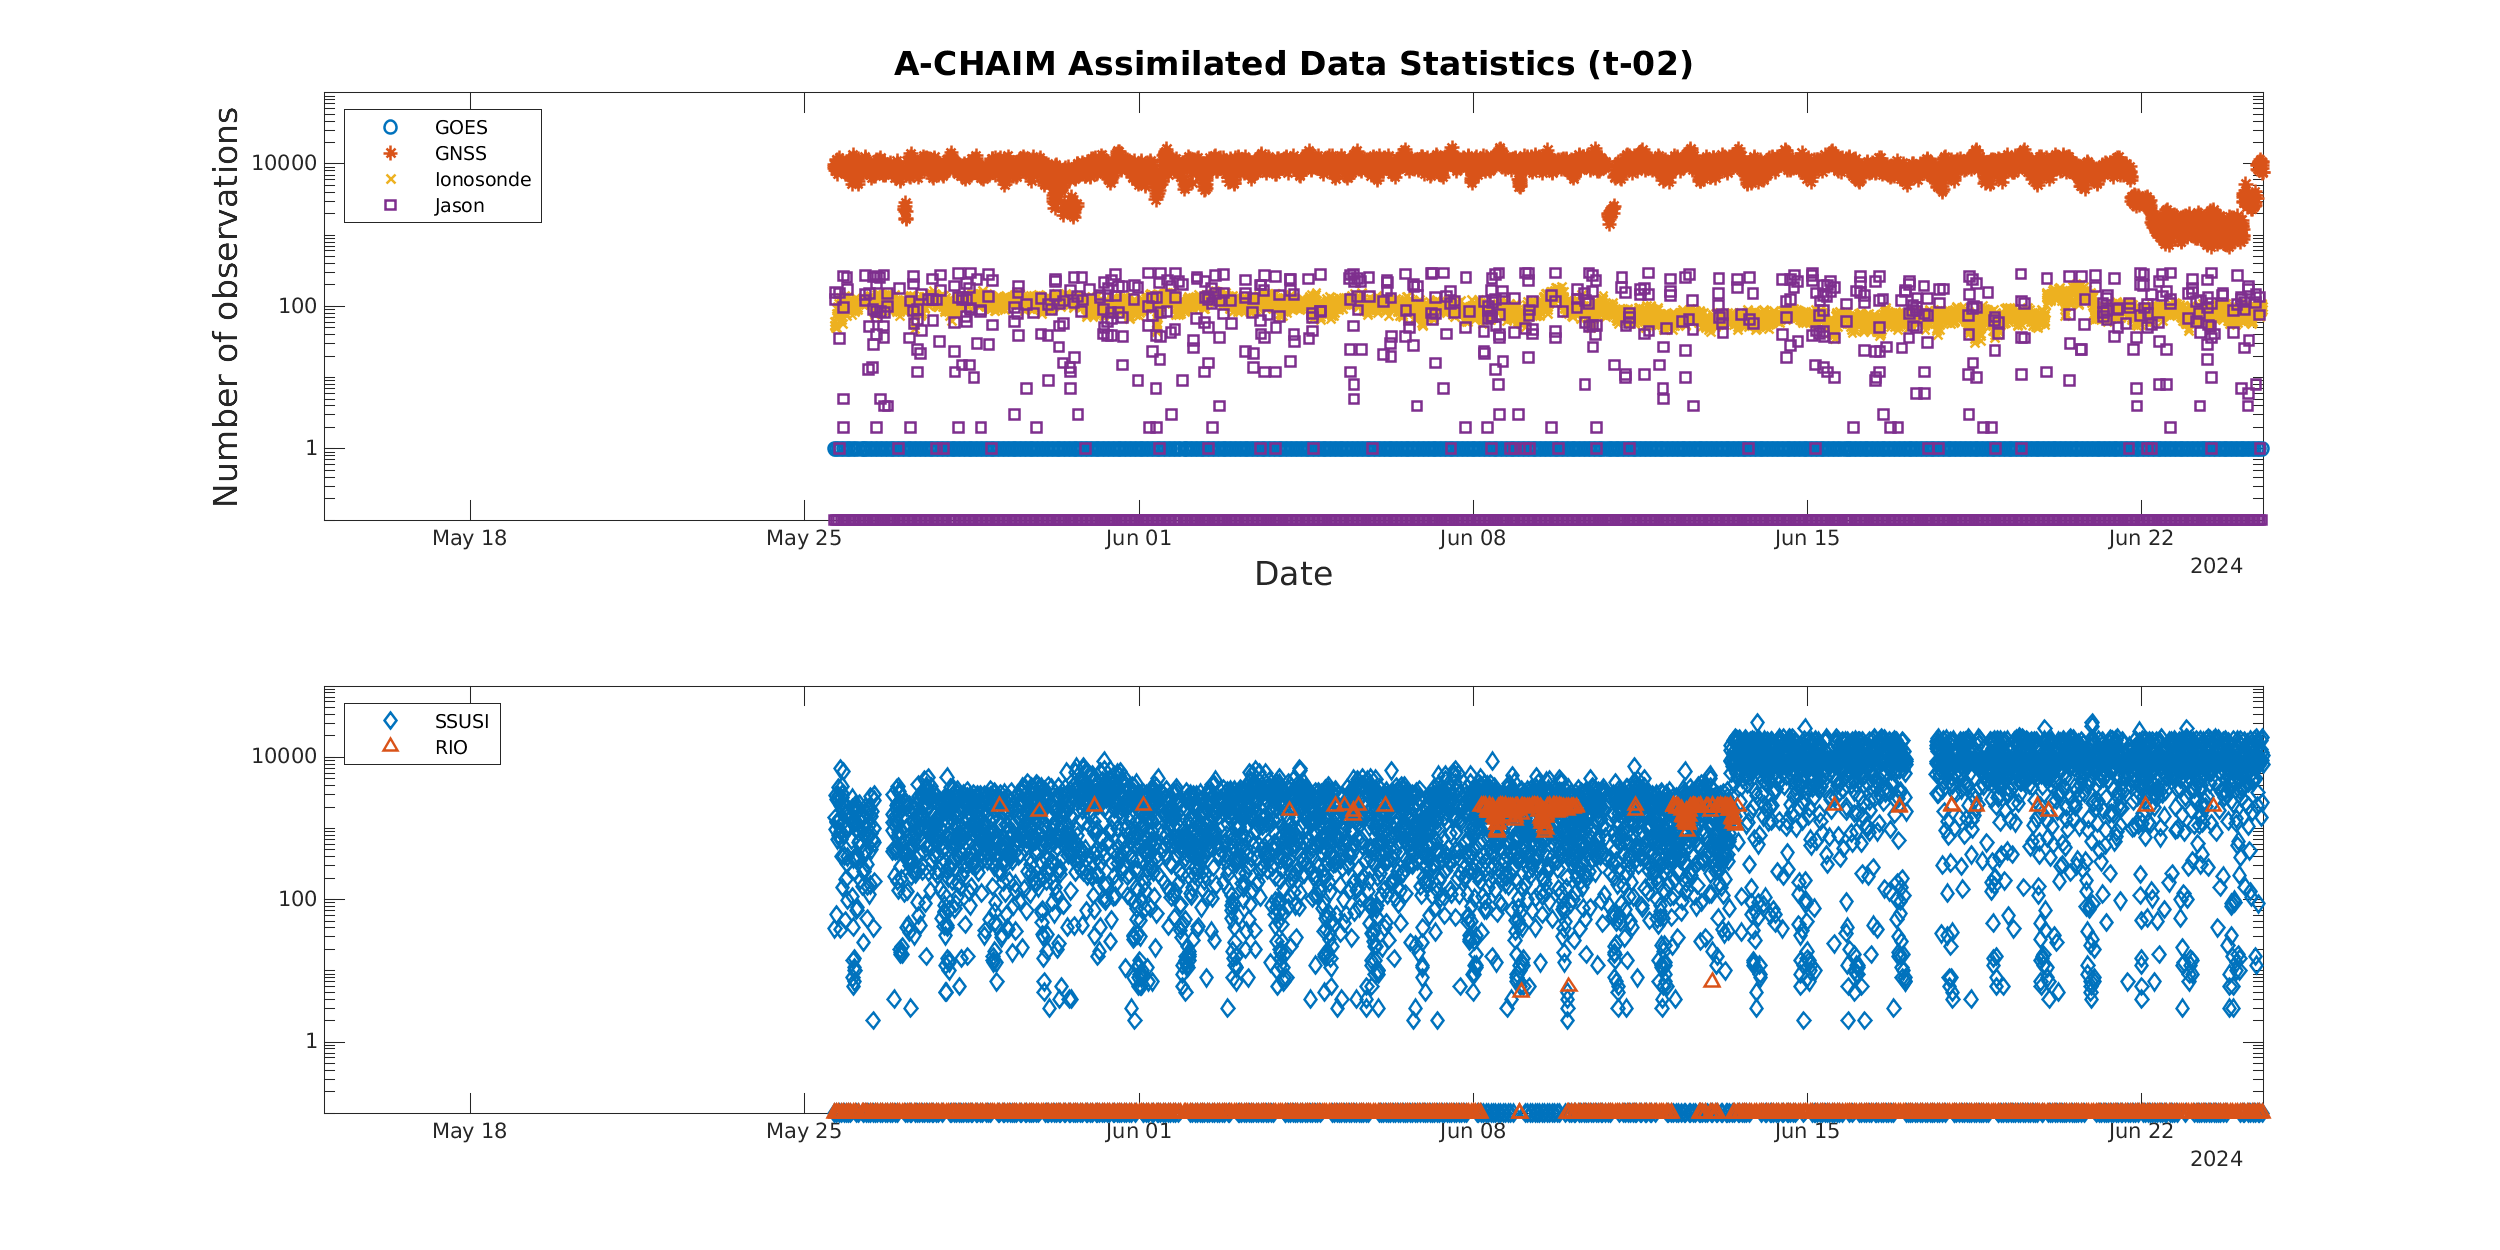 A-CHAIM Assimilated Data Statistics (t-02)
Number of observations
GOES
GNSS
Ionosonde
Jason
10000
100
1
May 18
May 25
Jun 01
Jun 08
Jun 15
Jun 22
2024
Date
SSUSI
RIO
10000
100
1
May 18
May 25
Jun 01
Jun 08
Jun 15
Jun 22
2024